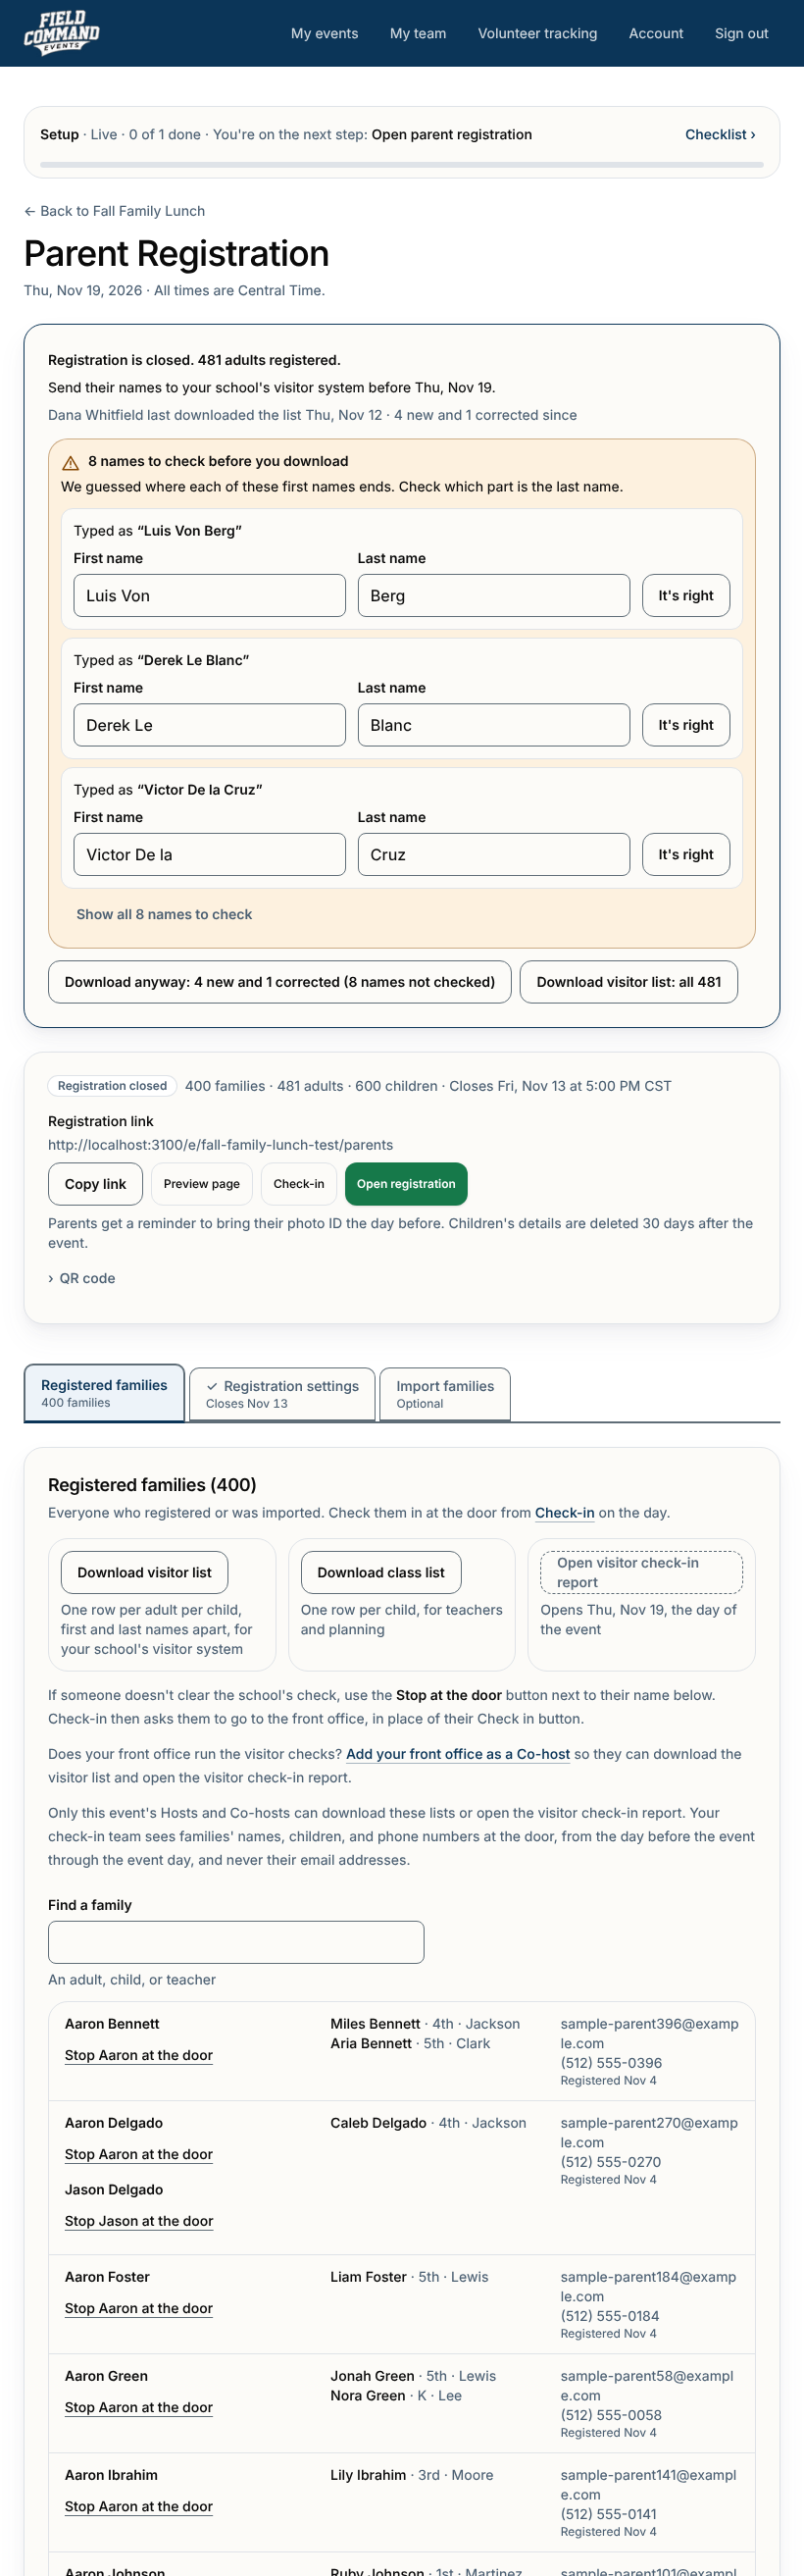 FIELD COMMAND EVENTS
My events
My team
Volunteer tracking
Account
Sign out
Setup · Live · 0 of 1 done · You're on the next step: Open parent registration
Checklist ›
← Back to Fall Family Lunch
Parent Registration
Thu, Nov 19, 2026 · All times are Central Time.
Registration is closed. 481 adults registered.
Send their names to your school's visitor system before Thu, Nov 19.
Dana Whitfield last downloaded the list Thu, Nov 12 · 4 new and 1 corrected since
8 names to check before you download
We guessed where each of these first names ends. Check which part is the last name.
Typed as “Luis Von Berg”
First name
Last name
Luis Von
Berg
It's right
Typed as “Derek Le Blanc”
First name
Last name
Derek Le
Blanc
It's right
Typed as “Victor De la Cruz”
First name
Last name
Victor De la
Cruz
It's right
Show all 8 names to check
Download anyway: 4 new and 1 corrected (8 names not checked)
Download visitor list: all 481
Registration closed
400 families · 481 adults · 600 children · Closes Fri, Nov 13 at 5:00 PM CST
Registration link
http://localhost:3100/e/fall-family-lunch-test/parents
Copy link
Preview page
Check-in
Open registration
Parents get a reminder to bring their photo ID the day before. Children's details are deleted 30 days after the
event.
› QR code
Registered families
400 families
✓ Registration settings
Closes Nov 13
Import families
Optional
Registered families (400)
Everyone who registered or was imported. Check them in at the door from Check-in on the day.
Download visitor list
One row per adult per child,
first and last names apart, for
your school's visitor system
Download class list
One row per child, for teachers
and planning
Open visitor check-in
report
Opens Thu, Nov 19, the day of
the event
If someone doesn't clear the school's check, use the Stop at the door button next to their name below.
Check-in then asks them to go to the front office, in place of their Check in button.
Does your front office run the visitor checks? Add your front office as a Co-host so they can download the
visitor list and open the visitor check-in report.
Only this event's Hosts and Co-hosts can download these lists or open the visitor check-in report. Your
check-in team sees families' names, children, and phone numbers at the door, from the day before the event
through the event day, and never their email addresses.
Find a family
An adult, child, or teacher
Aaron Bennett
Stop Aaron at the door
Miles Bennett · 4th · Jackson
Aria Bennett · 5th · Clark
sample-parent396@examp
le.com
(512) 555-0396
Registered Nov 4
Aaron Delgado
Stop Aaron at the door
Jason Delgado
Stop Jason at the door
Caleb Delgado · 4th · Jackson
sample-parent270@examp
le.com
(512) 555-0270
Registered Nov 4
Aaron Foster
Stop Aaron at the door
Liam Foster · 5th · Lewis
sample-parent184@examp
le.com
(512) 555-0184
Registered Nov 4
Aaron Green
Stop Aaron at the door
Jonah Green · 5th · Lewis
Nora Green · K · Lee
sample-parent58@exampl
e.com
(512) 555-0058
Registered Nov 4
Aaron Ibrahim
Stop Aaron at the door
Lily Ibrahim · 3rd · Moore
sample-parent141@exampl
e.com
(512) 555-0141
Registered Nov 4
Aaron Johnson
Ruby Johnson · 1st · Martinez
sample-parent101@exampl